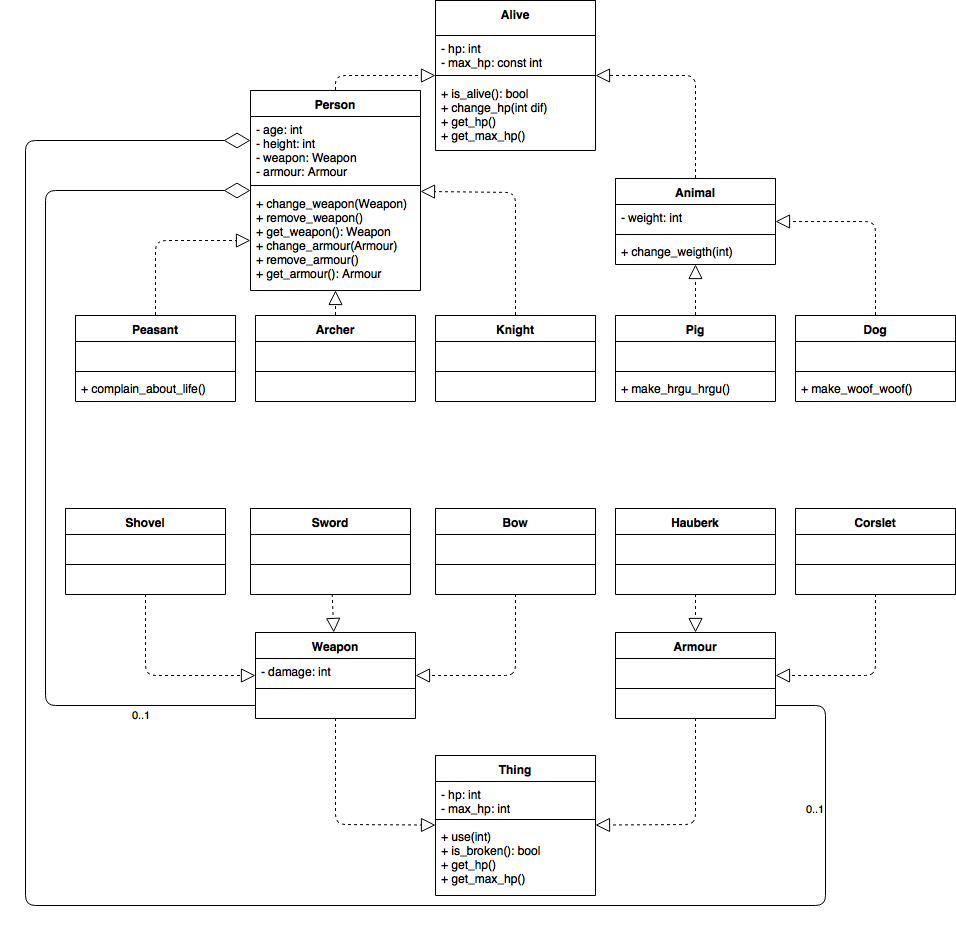 Alive
- hp: int
- max_hp: const int
+ is_alive(): bool
+ change_hp(int dif)
+ get_hp()
+ get_max_hp()
Person
- age: int
- height: int
- weapon: Weapon
- armour: Armour
+ change_weapon(Weapon)
+ remove_weapon()
+ get_weapon(): Weapon
+ change_armour(Armour)
+ remove_armour()
+ get_armour(): Armour
Animal
- weight: int
+ change_weigth(int)
Peasant
+ complain_about_life()
Archer
Knight
Pig
+ make_hrgu_hrgu()
Dog
+ make_woof_woof()
Shovel
Sword
Bow
Hauberk
Corslet
Weapon
- damage: int
Armour
0..1
Thing
- hp: int
- max_hp: int
+ use(int)
+ is_broken(): bool
+ get_hp()
+ get_max_hp()
0..1